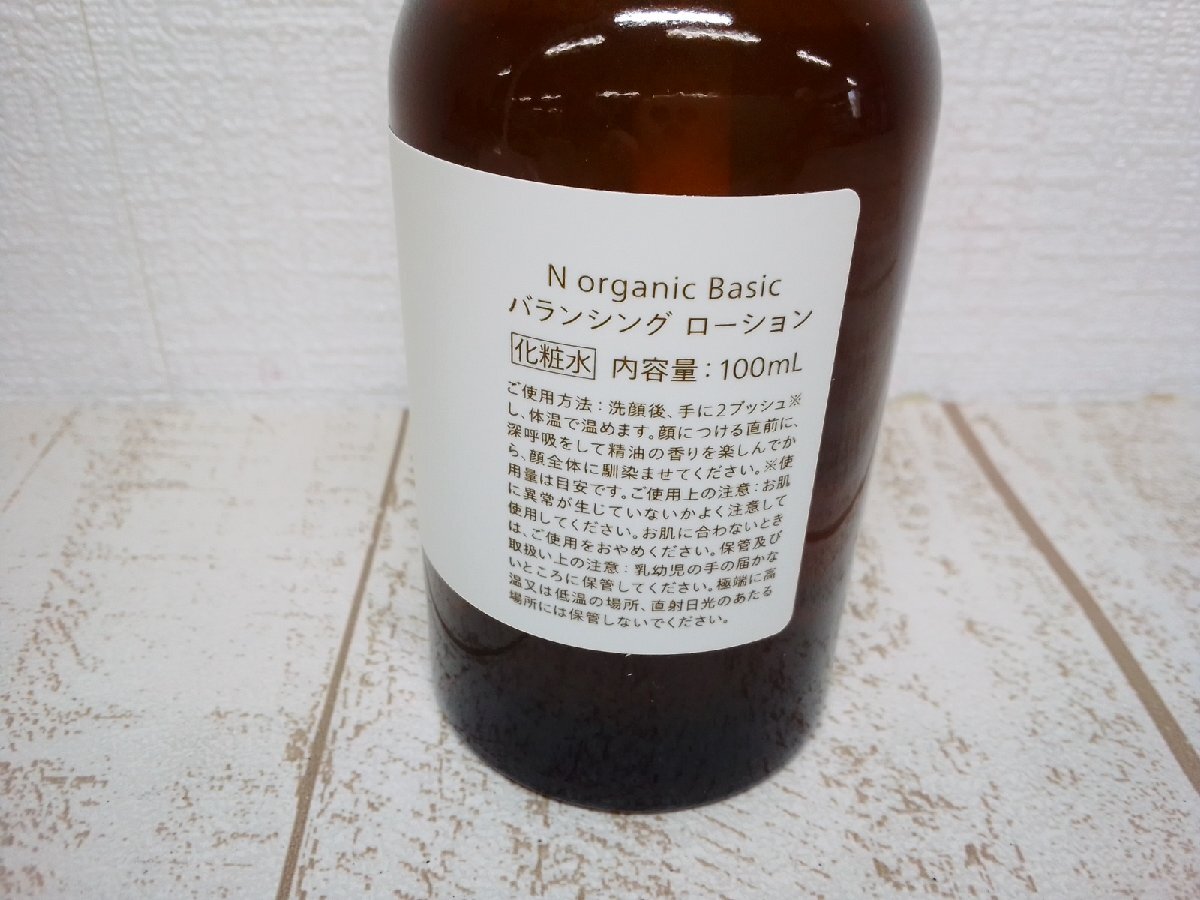 N organic Basic
バランシング ローション
化粧水 内容量：100mL
ご使用方法：洗顔後、手に2プッシュ※
し、体温で温めます。顔につける直前に、
深呼吸をして精油の香りを楽しんでか
ら、顔全体に馴染ませてください。※使
用量は目安です。ご使用上の注意：お肌
に異常が生じていないかよく注意して
使用してください。お肌に合わないとき
は、ご使用をおやめください。保管及び
取扱い上の注意：乳幼児の手の届かな
いところに保管してください。極端に高
温又は低温の場所、直射日光のあたる
場所には保管しないでください。